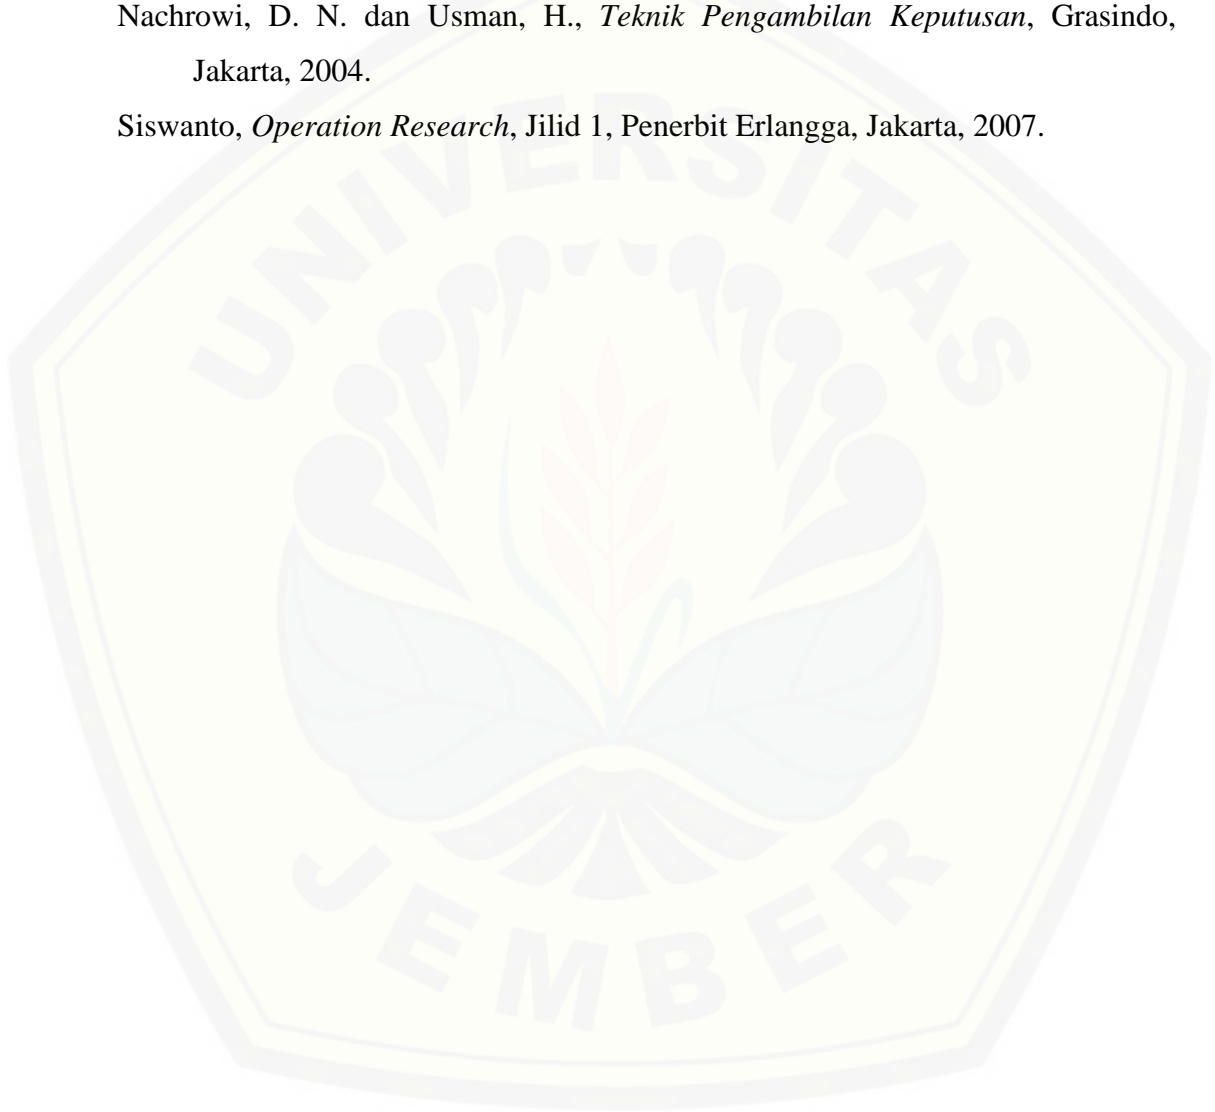 Nachrowi, D. N. dan Usman, H., Teknik Pengambilan Keputusan, Grasindo,
Jakarta, 2004.
Siswanto, Operation Research, Jilid 1, Penerbit Erlangga, Jakarta, 2007.
UNIVERSITAS
JEMBER